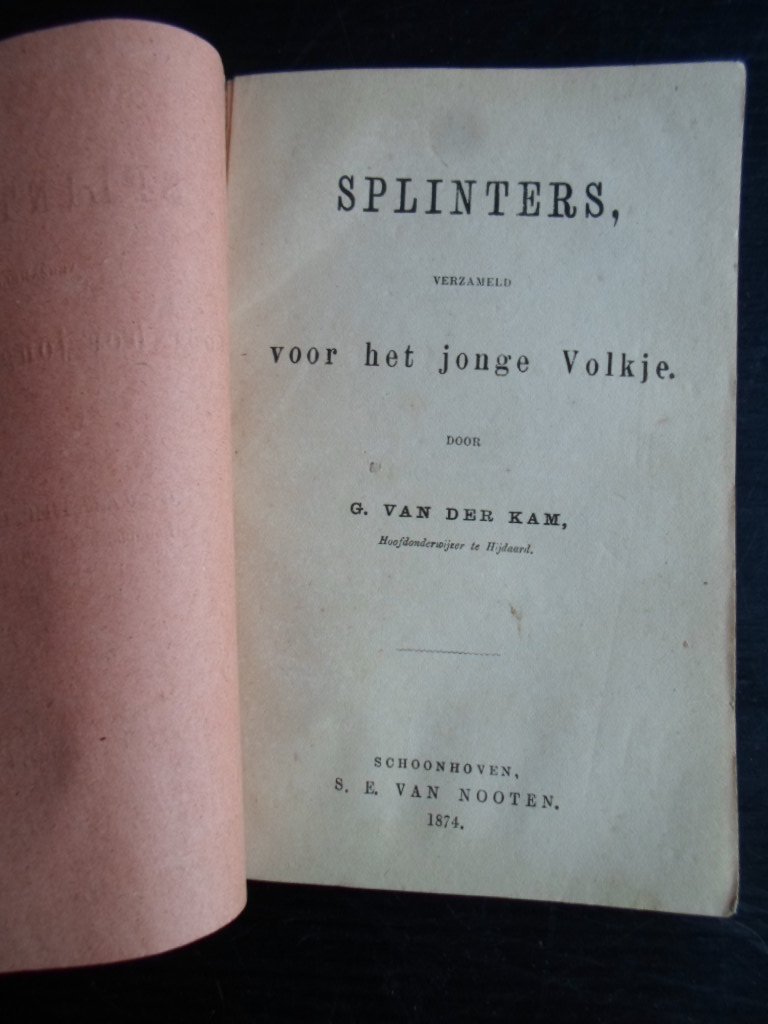 SPLINTERS,
VERZAMELD
voor het jonge Volkje.
DOOR
G. VAN DER KAM,
Hoofdonderwijzer te Hijdaard.
SCHOONHOVEN,
S. E. VAN NOOTEN.
1874.